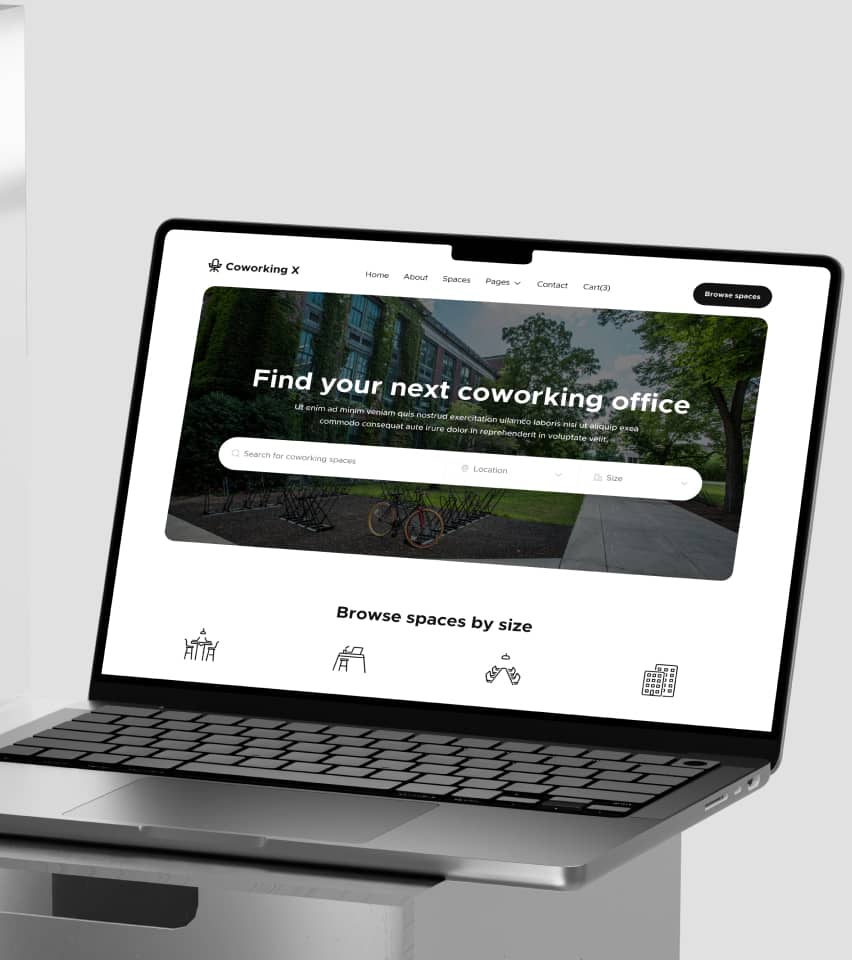 Coworking X
Home About Spaces Pages Contact Cart(3)
Browse spaces
Find your next coworking office
Ut enim ad minim veniam quis nostrud exercitation ullamco laboris nisi ut aliquip exea
commodo consequat aute irure dolor in reprehenderit in voluptate velit.
Search for coworking spaces
Location
Size
Browse spaces by size